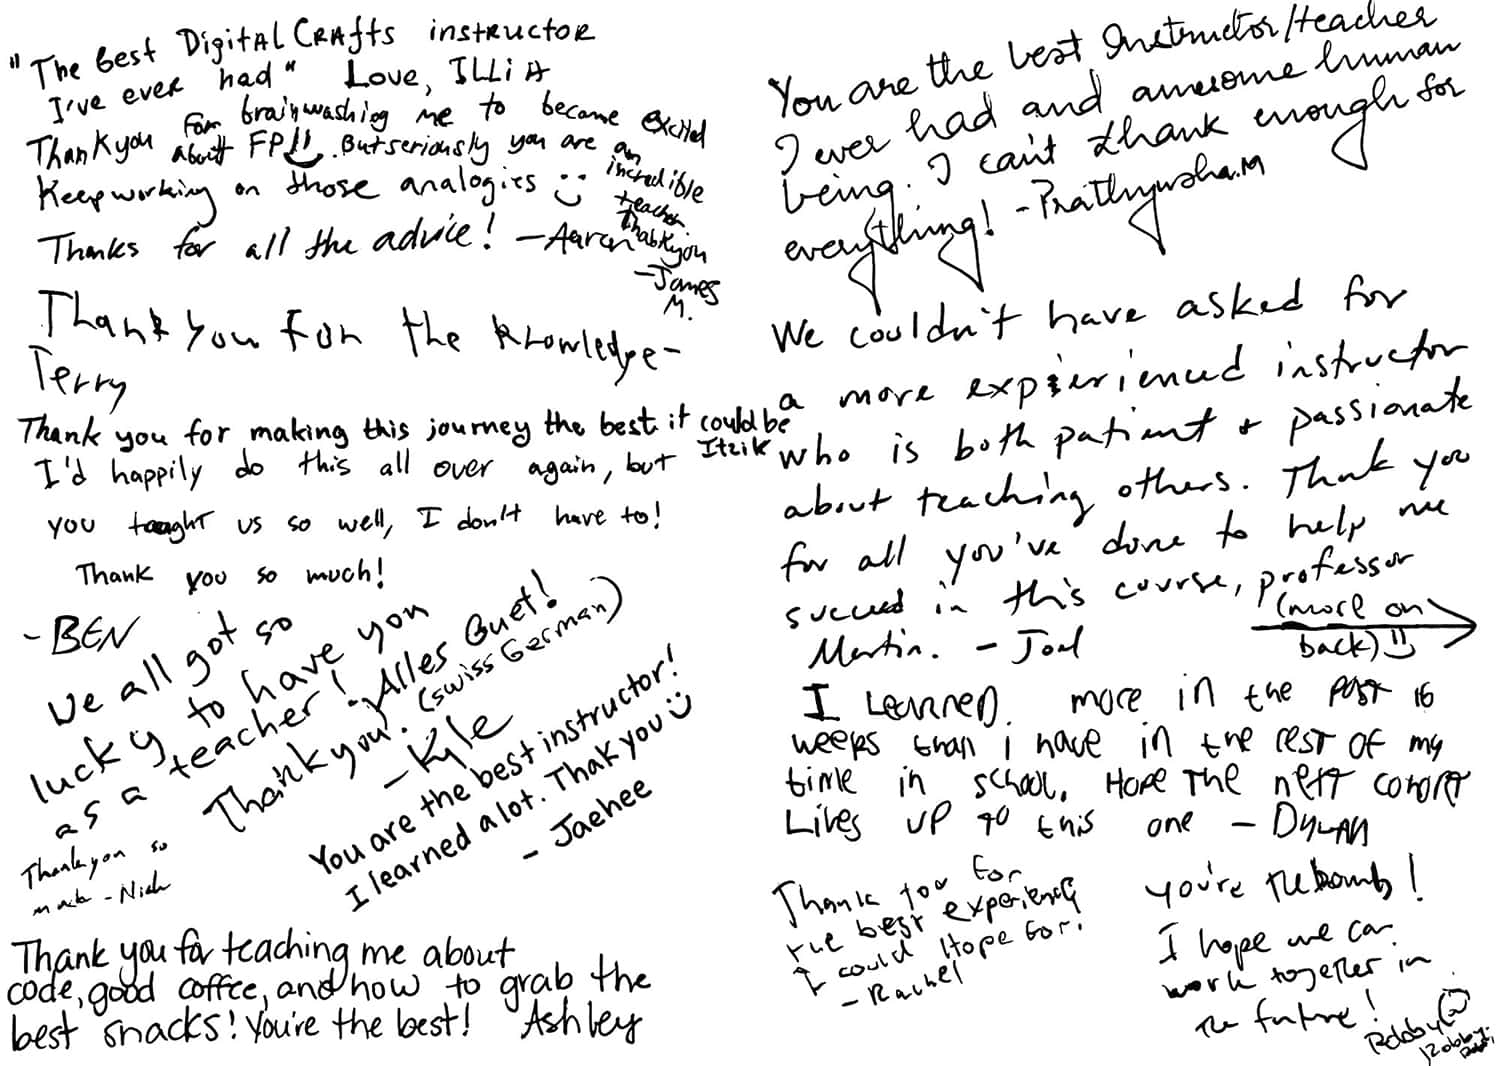 "The best DigitalCrafts instructor
I've ever had" Love, ILLiA
Thank you for brainwashing me to become excited
about FP!! But seriously you are an
incredible
teacher.
Thabkyou
-James
M.
Keep working on those analogies
Thanks for all the advice! -Aaron
Thank you for the knowledge-
Terry
Thank you for making this journey the best it could be
Itzik
I'd happily do this all over again, but
you taught us so well, I don't have to!
Thank you so much!
-BEN
We all got so
lucky to have you
as a teacher! Alles Guet!
(swiss German)
Thank you!
-Kyle
You are the best instructor!
I learned a lot. Thak you
- Jaehee
Thank you so
much - Nick
Thank you for teaching me about
code, good coffee, and how to grab the
best snacks! You're the best! Ashley
You are the best Instructor/teacher
I ever had and awesome human
being. I can't thank enough for
everything! - Prathyusha.M
We couldn't have asked for
a more experienced instructor
who is both patient + passionate
about teaching others. Thank you
for all you've done to help me
succeed in this course, professor
Martin. - Joel
(more on
back)
I Learned more in the past 16
weeks than i have in the rest of my
time in school. Hope The next cohort
Lives up to this one - Dylan
Thank you for
the best experience
I could Hope for.
- Rachel
You're the bomb!
I hope we can
work together in
the future!
Robby
Robby.